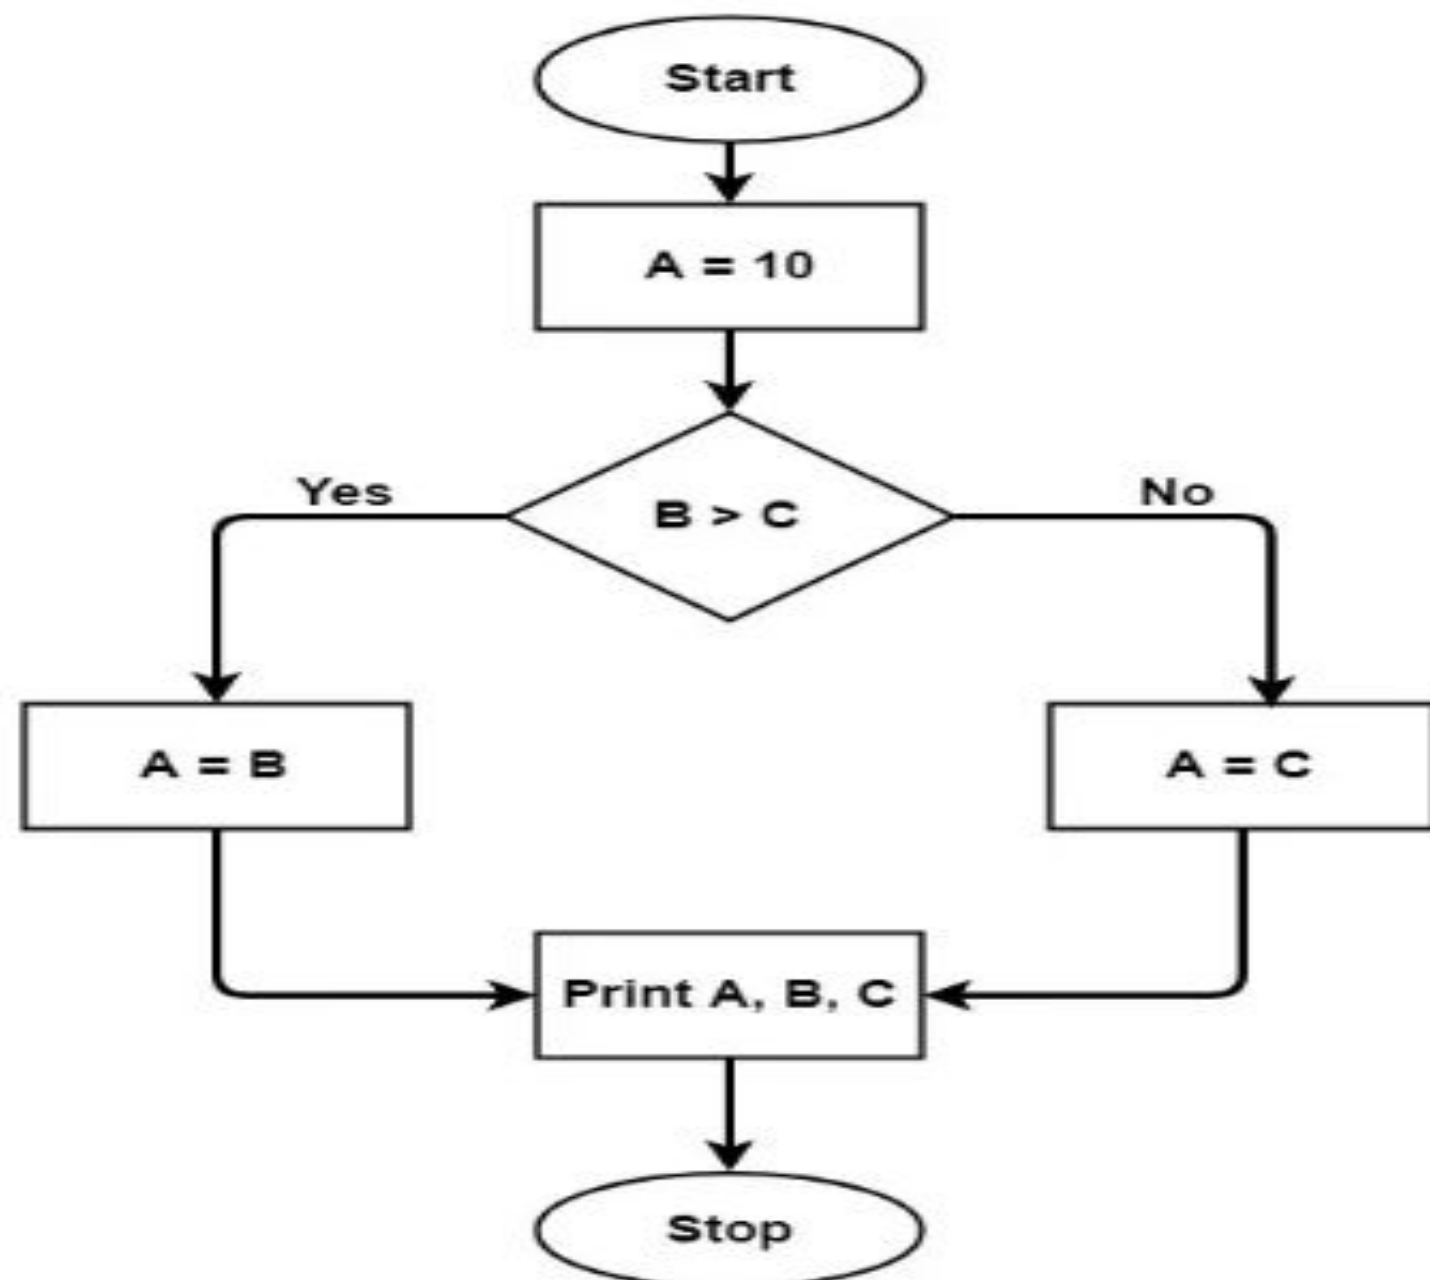 Start
A = 10
Yes
B > C
No
A = B
A = C
Print A, B, C
Stop